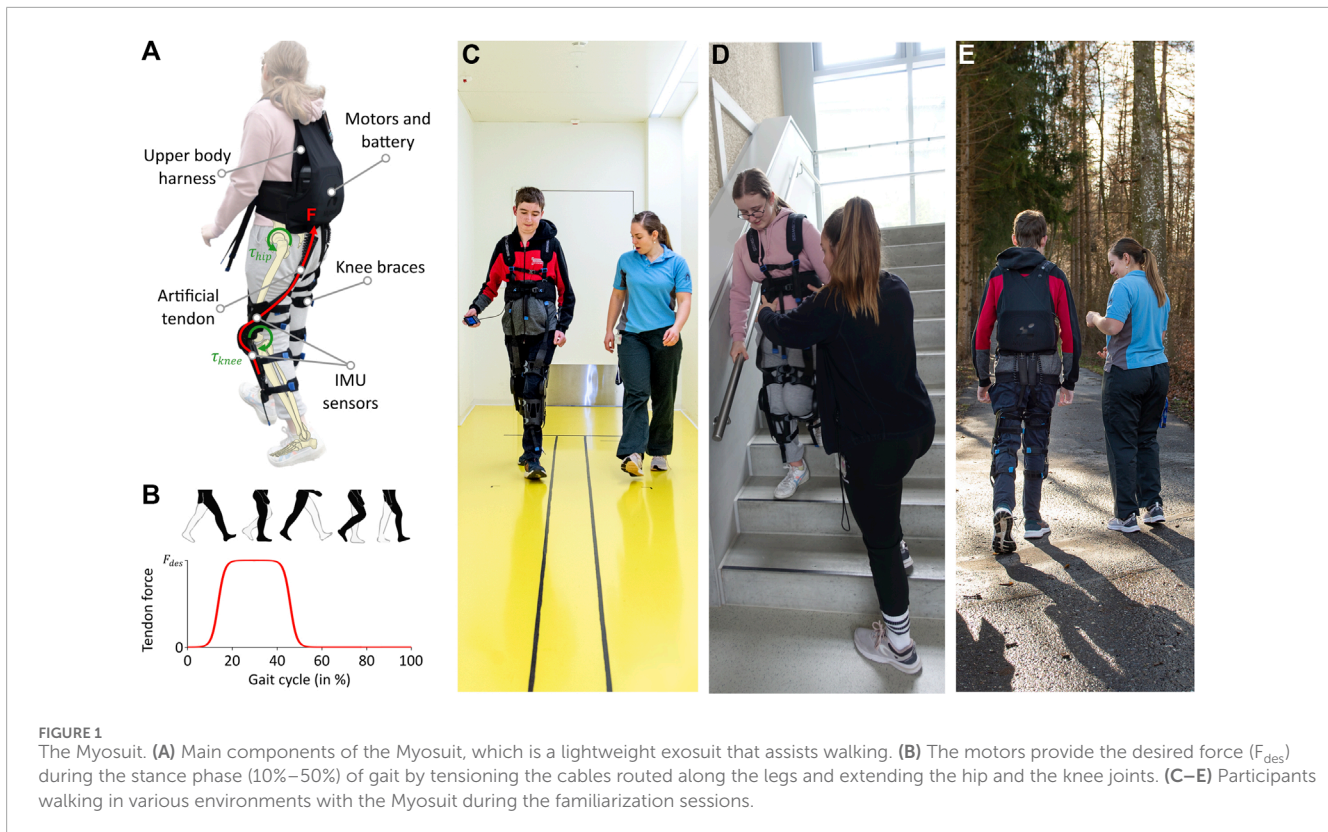 A
Upper body
harness
Motors and
battery
F
τhip
Knee braces
Artificial
tendon
τknee
IMU
sensors
B
Fdes
Tendon force
0
0 20 40 60 80 100
Gait cycle (in %)
C
D
E
FIGURE 1
The Myosuit. (A) Main components of the Myosuit, which is a lightweight exosuit that assists walking. (B) The motors provide the desired force (Fdes)
during the stance phase (10%–50%) of gait by tensioning the cables routed along the legs and extending the hip and the knee joints. (C–E) Participants
walking in various environments with the Myosuit during the familiarization sessions.